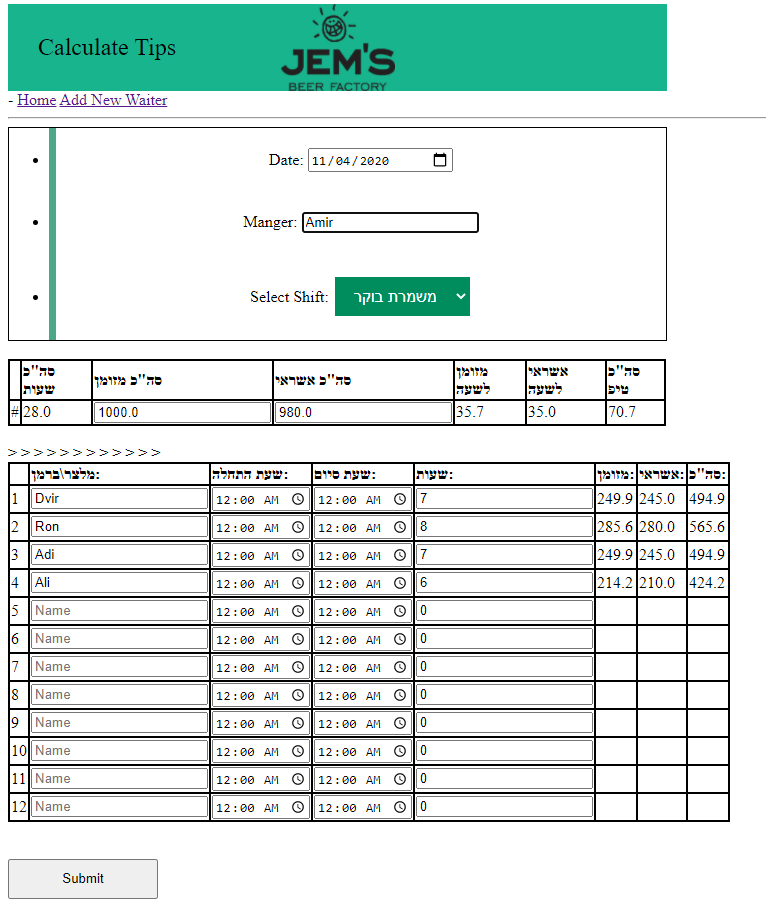 Calculate Tips
JEM'S
BEER FACTORY
- Home Add New Waiter
Date: 11/04/2020
Manger: Amir
Select Shift: משמרת בוקר
סה"כ שעות סה"כ מזומן סה"כ אשראי מזומן לשעה אשראי לשעה סה"כ טיפ
# 28.0 1000.0 980.0 35.7 35.0 70.7
> > > > > > > > > > > >
מלצר\ברמן: שעת התחלה: שעת סיום: שעות: מזומן: אשראי: סה"כ:
1 Dvir 12:00 AM 12:00 AM 7 249.9 245.0 494.9
2 Ron 12:00 AM 12:00 AM 8 285.6 280.0 565.6
3 Adi 12:00 AM 12:00 AM 7 249.9 245.0 494.9
4 Ali 12:00 AM 12:00 AM 6 214.2 210.0 424.2
5 Name 12:00 AM 12:00 AM 0
6 Name 12:00 AM 12:00 AM 0
7 Name 12:00 AM 12:00 AM 0
8 Name 12:00 AM 12:00 AM 0
9 Name 12:00 AM 12:00 AM 0
10 Name 12:00 AM 12:00 AM 0
11 Name 12:00 AM 12:00 AM 0
12 Name 12:00 AM 12:00 AM 0
Submit